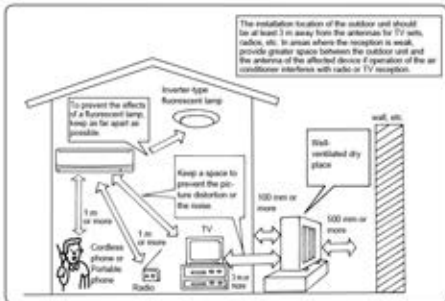 The installation location of the outdoor unit should
be at least 3 m away from the antennas for TV sets,
radios, etc. In areas where the reception is weak,
provide greater space between the outdoor unit and
the antenna of the affected device if operation of the air
conditioner interferes with radio or TV reception.
Inverter-type
fluorescent lamp
To prevent the effects
of a fluorescent lamp,
keep as far apart as
possible.
wall, etc.
Well-
ventilated dry
place
Keep a space to
prevent the pic-
ture distortion or
the noise.
1 m
or more
1 m
or more
TV
100 mm or
more
500 mm or
more
Cordless
phone or
Portable
phone
Radio
3 m or
more